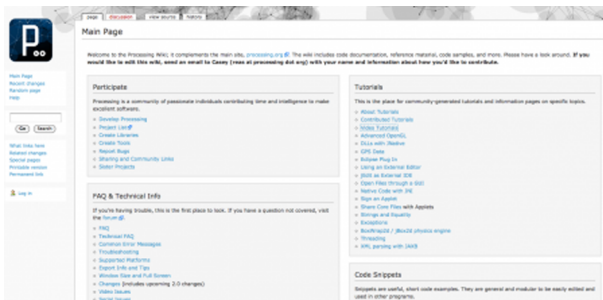 page
discussion
view source
history
Main Page
Welcome to the Processing Wiki; it complements the main site, processing.org. The wiki includes code documentation, reference material, code samples, and more. Please have a look around. If you
would like to edit this wiki, send an email to Casey (reas at processing dot org) with your name and information about how you'd like to contribute.
Main Page
Recent changes
Random page
Help
Go
Search
What links here
Related changes
Special pages
Printable version
Permanent link
Log in
Participate
Processing is a community of passionate individuals contributing time and intelligence to make
excellent software.
Develop Processing
Project List
Create Libraries
Create Tools
Report Bugs
Sharing and Community Links
Sister Projects
FAQ & Technical Info
If you're having trouble, this is the first place to look. If you have a question not covered, visit
the forum.
FAQ
Technical FAQ
Common Error Messages
Troubleshooting
Supported Platforms
Export Info and Tips
Window Size and Full Screen
Changes (includes upcoming 2.0 changes)
Video Issues
Tutorials
This is the place for community-generated tutorials and information pages on specific topics.
About Tutorials
Contributed Tutorials
Video Tutorials
Advanced OpenGL
DLLs with JNative
GPS Data
Eclipse Plug In
Using an External Editor
jEdit as External IDE
Open Files through a GUI
Native Code with JNI
Sign an Applet
Share Core Files with Applets
Strings and Equality
Exceptions
BoxWrap2d / JBox2d physics engine
Threading
XML parsing with JAXB
Code Snippets
Snippets are useful, short code examples. They are general and modular to be easily edited and
used in other programs.